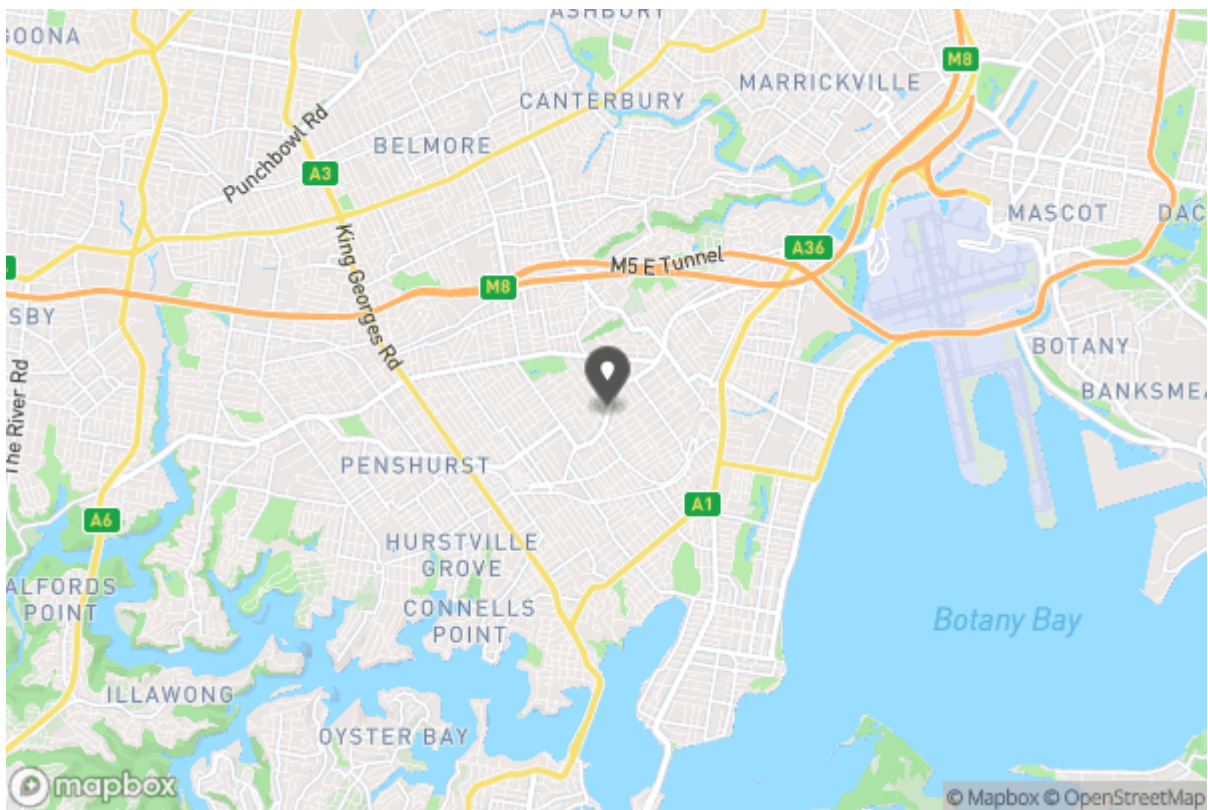 GOONA
ASHBURY
M8
MARRICKVILLE
CANTERBURY
Punchbowl Rd
BELMORE
A3
MASCOT
DAC
King Georges Rd
A36
M5 E Tunnel
M8
SBY
BOTANY
BANKSMEA
The River Rd
PENSHURST
A1
A6
HURSTVILLE
GROVE
ALFORDS
POINT
CONNELLS
POINT
Botany Bay
ILLAWONG
OYSTER BAY
mapbox
© Mapbox © OpenStreetMap